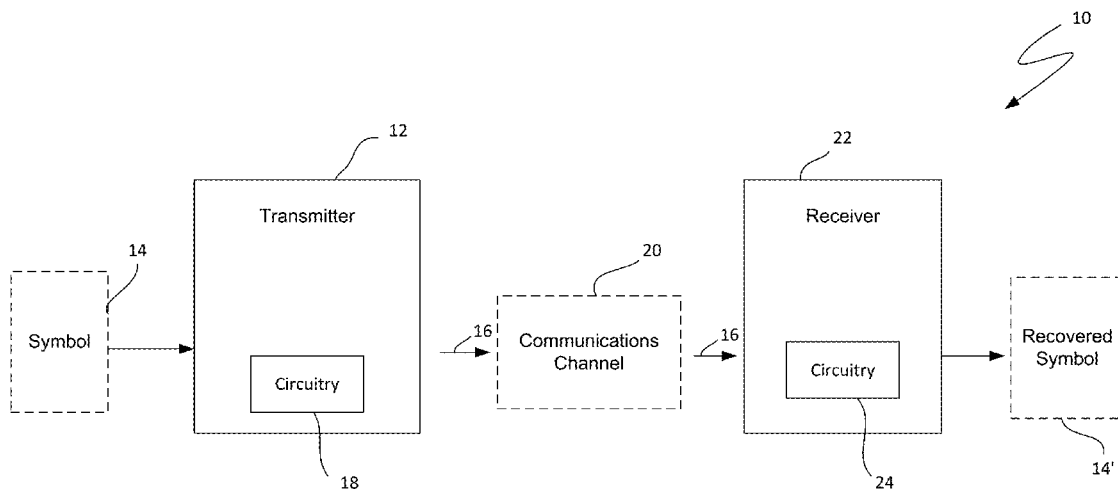 10
12
22
Transmitter
Receiver
14
20
Symbol
16
Communications
Channel
16
Recovered
Symbol
Circuitry
Circuitry
18
24
14'